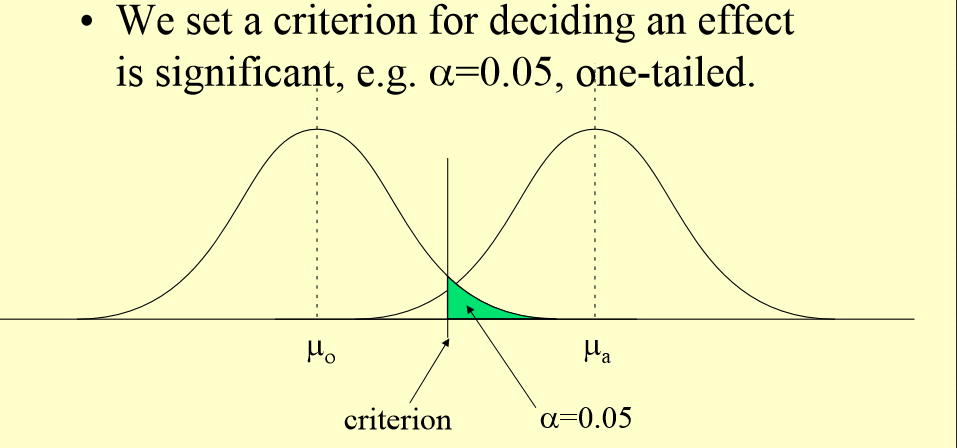 • We set a criterion for deciding an effect
is significant, e.g. α=0.05, one-tailed.
μo μa
criterion α=0.05